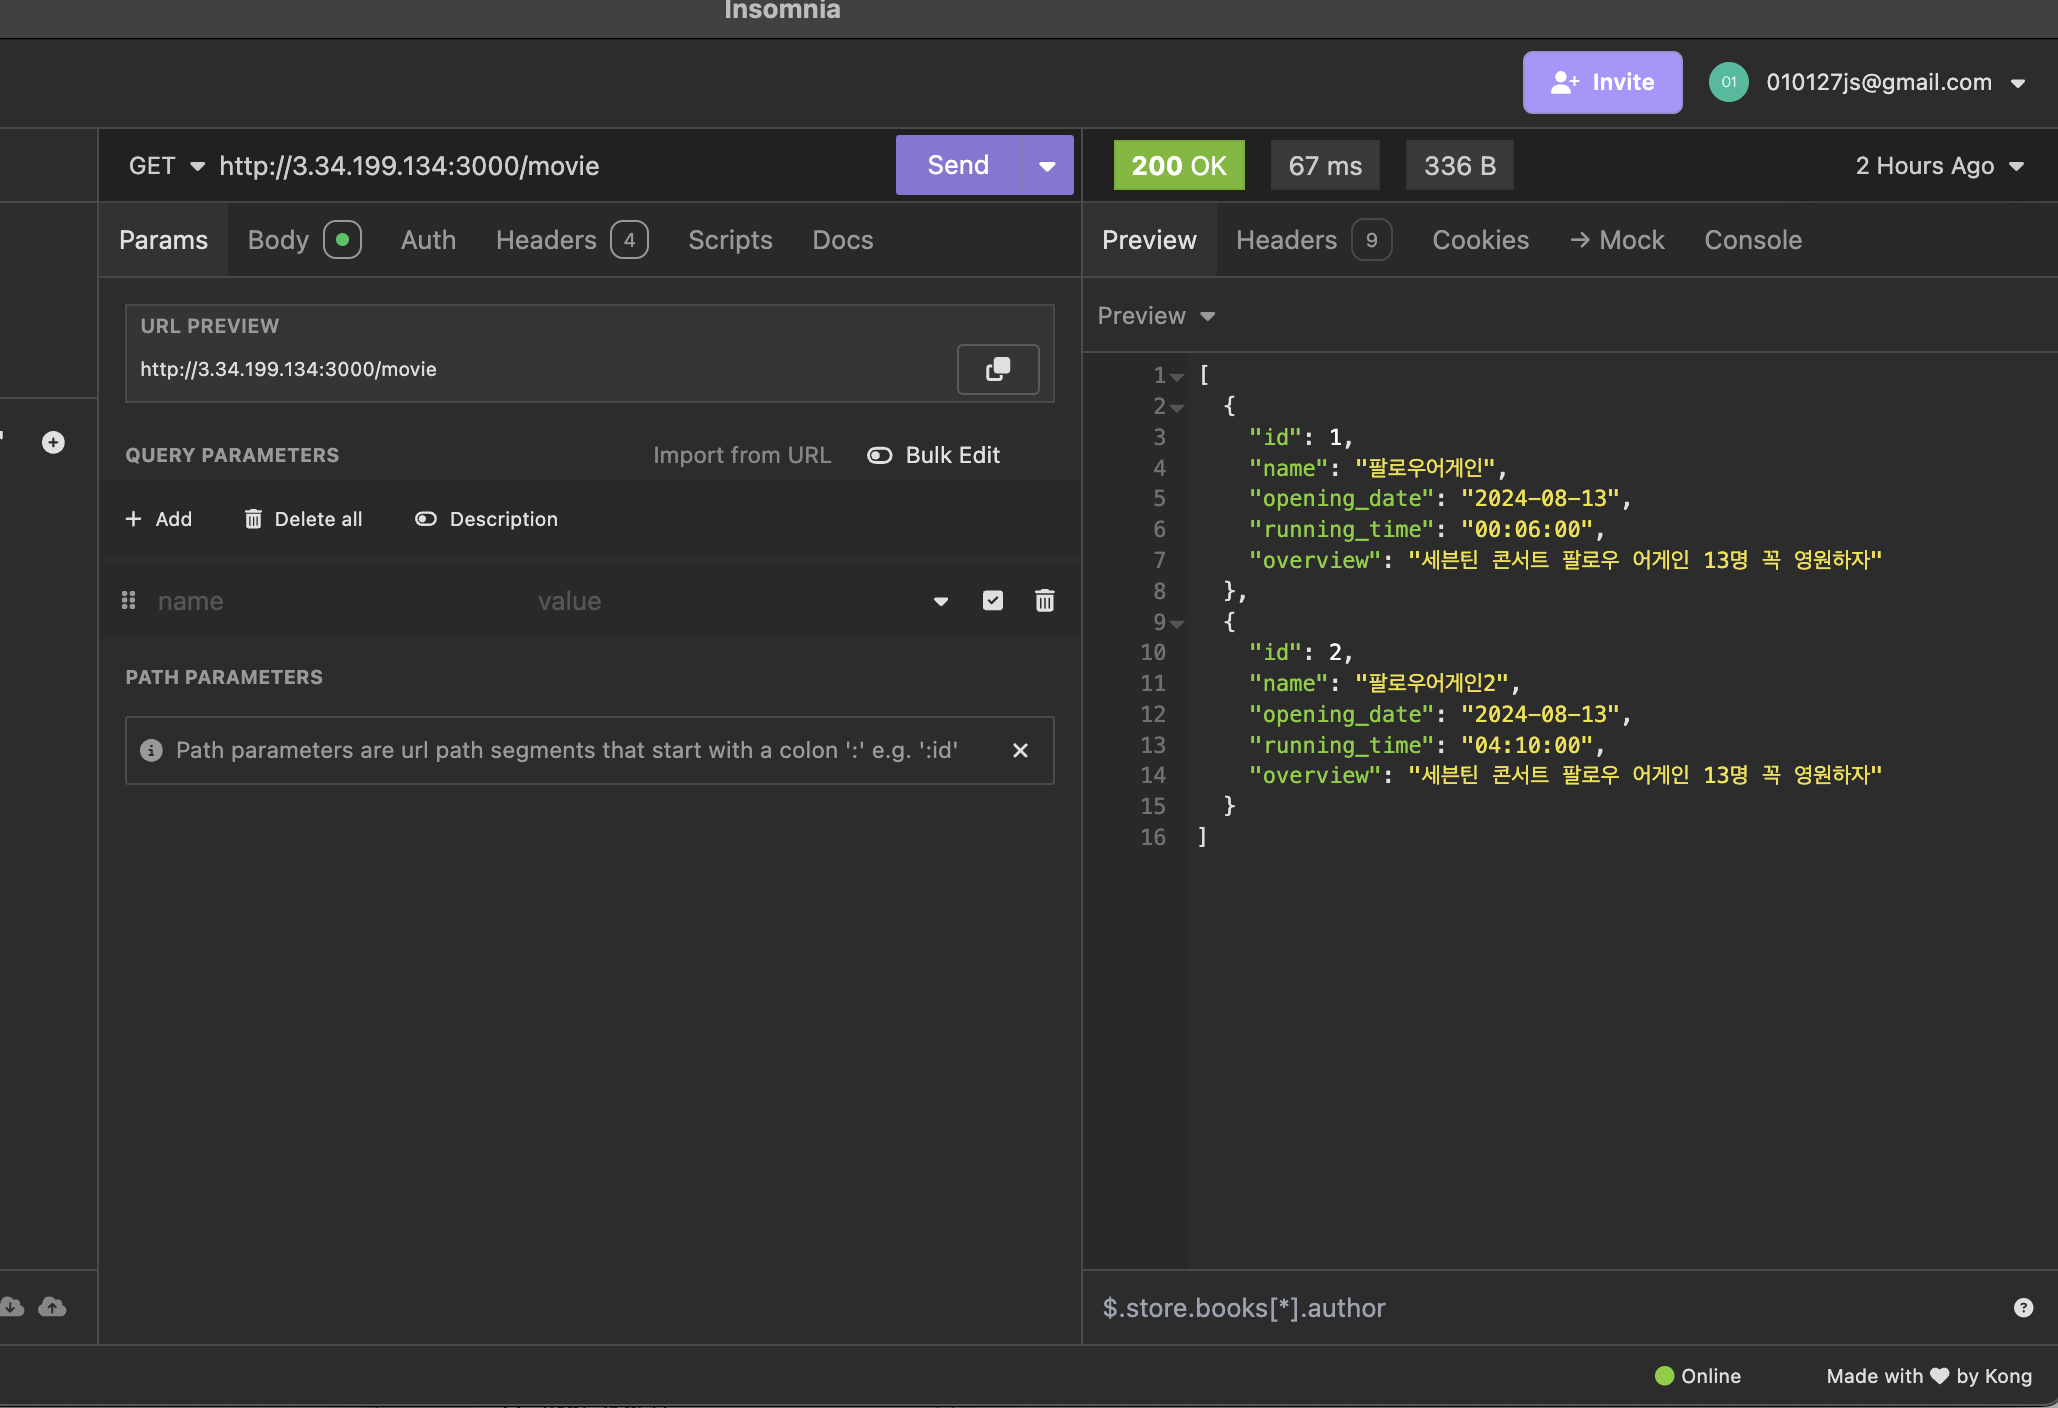 Insomnia
Invite
01
010127js@gmail.com
GET http://3.34.199.134:3000/movie
Send
200 OK
67 ms
336 B
2 Hours Ago
Params
Body
Auth
Headers 4
Scripts
Docs
Preview
Headers 9
Cookies
→ Mock
Console
URL PREVIEW
http://3.34.199.134:3000/movie
QUERY PARAMETERS
Import from URL
Bulk Edit
+ Add
Delete all
Description
name
value
PATH PARAMETERS
Path parameters are url path segments that start with a colon ':' e.g. ':id'
Preview
1 [
2 {
3 "id": 1,
4 "name": "팔로우어게인",
5 "opening_date": "2024-08-13",
6 "running_time": "00:06:00",
7 "overview": "세븐틴 콘서트 팔로우 어게인 13명 꼭 영원하자"
8 },
9 {
10 "id": 2,
11 "name": "팔로우어게인2",
12 "opening_date": "2024-08-13",
13 "running_time": "04:10:00",
14 "overview": "세븐틴 콘서트 팔로우 어게인 13명 꼭 영원하자"
15 }
16 ]
$.store.books[*].author
Online
Made with ♥ by Kong